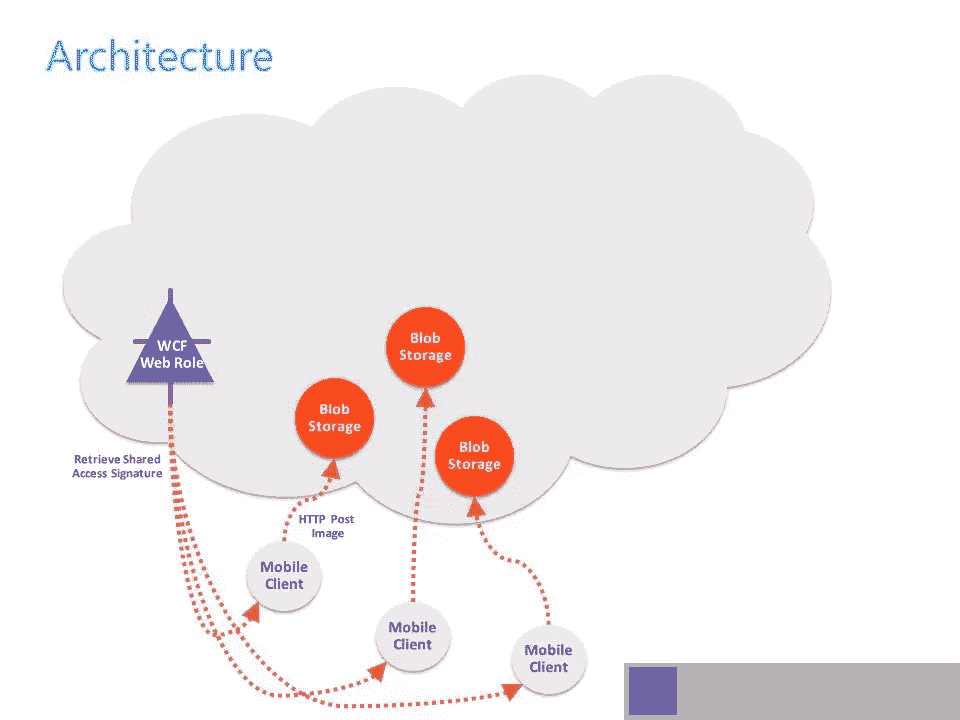 Architecture
WCF
Web Role
Blob
Storage
Blob
Storage
Blob
Storage
Retrieve Shared
Access Signature
HTTP Post
Image
Mobile
Client
Mobile
Client
Mobile
Client